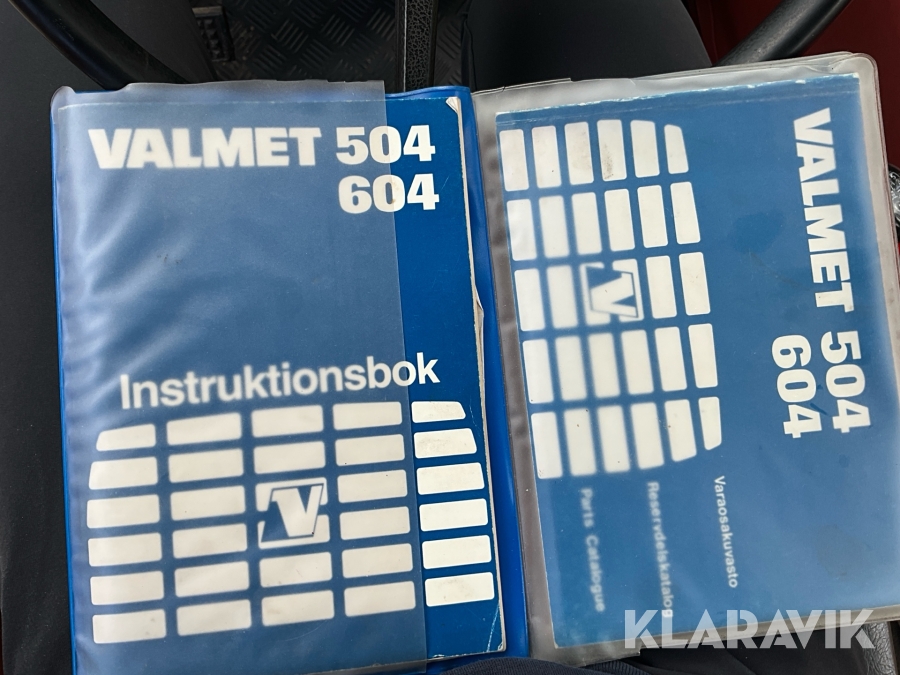 VALMET 504
604
Instruktionsbok
V
VALMET 504
604
V
Varaosakuvasto
Reservdelskatalog
Parts Catalogue
KLARAVIK